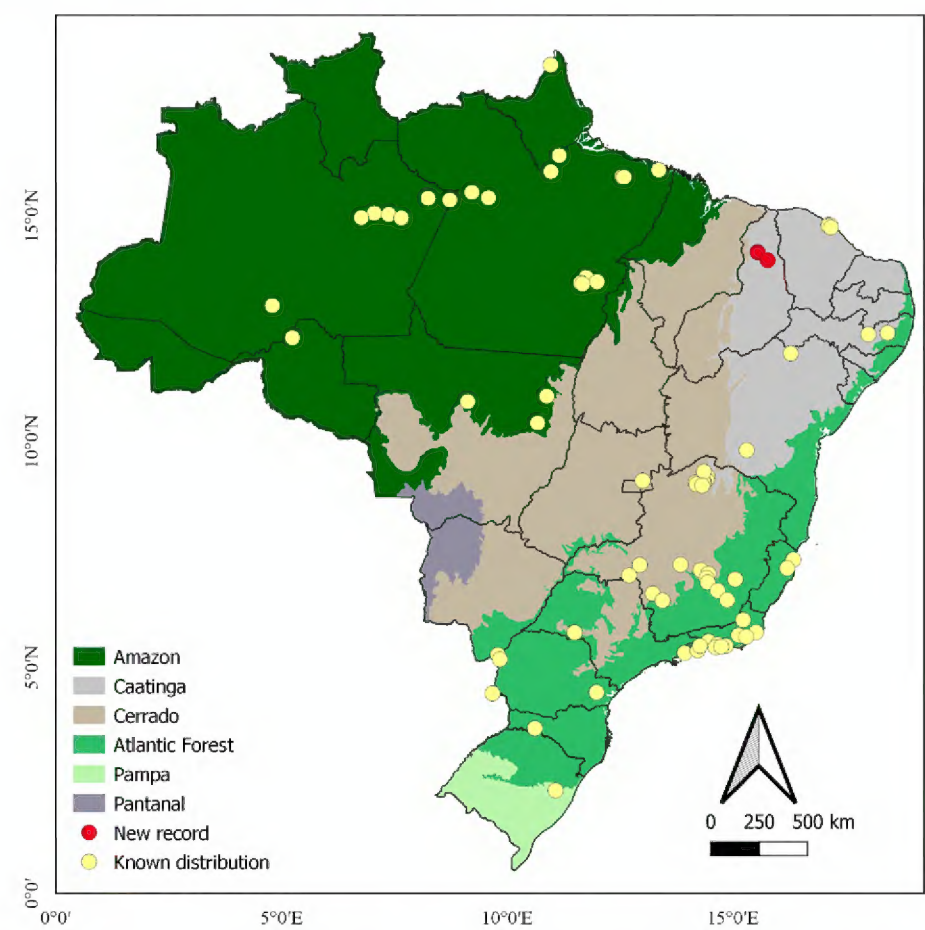 15°0'N
10°0'N
5°0'N
0°0'
Amazon
Caatinga
Cerrado
Atlantic Forest
Pampa
Pantanal
New record
Known distribution
0 250 500 km
0°0' 5°0'E 10°0'E 15°0'E